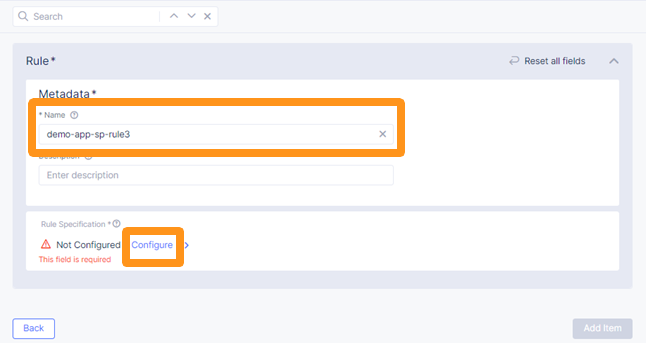 Search
Rule*
Reset all fields
Metadata*
* Name
demo-app-sp-rule3
Description
Enter description
Rule Specification *
Not Configured Configure
This field is required
Back
Add Item